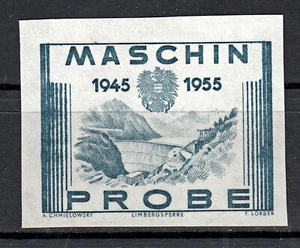 MASCHIN
1945 1955
PROBE
A. CHMIELOWSKI LIMBERGSPERRE F. LORBER